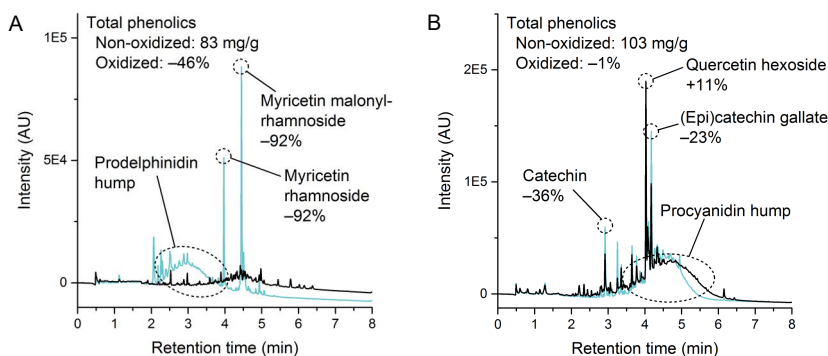 A
Total phenolics
Non-oxidized: 83 mg/g
Oxidized: –46%
1E5
5E4
0
Intensity (AU)
Myricetin malonyl-
rhamnoside
–92%
Prodelphinidin
hump
Myricetin
rhamnoside
–92%
0 1 2 3 4 5 6 7 8
Retention time (min)
B
Total phenolics
Non-oxidized: 103 mg/g
Oxidized: –1%
2E5
1E5
0
Intensity (AU)
Quercetin hexoside
+11%
(Epi)catechin gallate
–23%
Catechin
–36%
Procyanidin hump
0 1 2 3 4 5 6 7 8
Retention time (min)